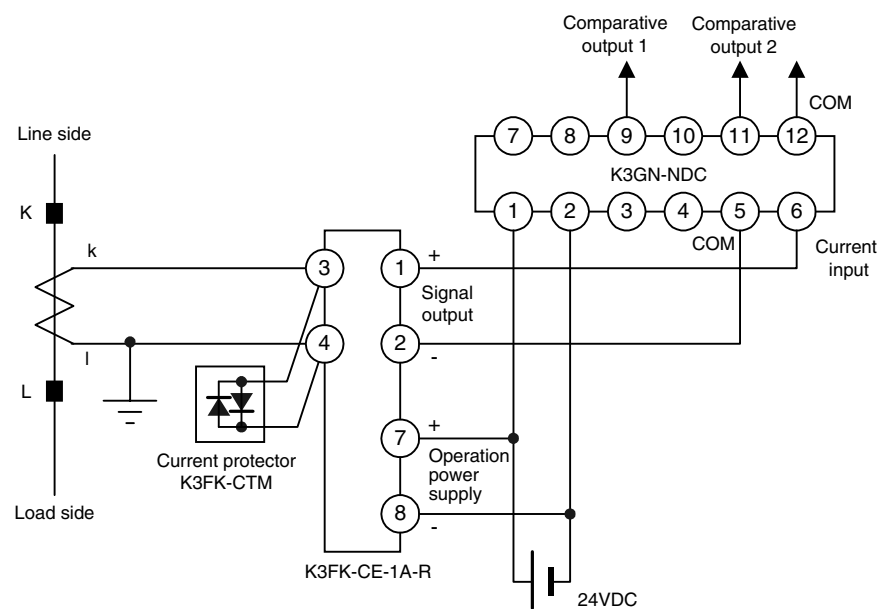 Comparative
output 1
Comparative
output 2
COM
7 8 9 10 11 12
K3GN-NDC
1 2 3 4 5 6
COM
Current
input
Line side
K
k
3
1
+
Signal
output
4
2
-
l
L
Current protector
K3FK-CTM
7
+
Operation
power
supply
8
-
Load side
K3FK-CE-1A-R
24VDC